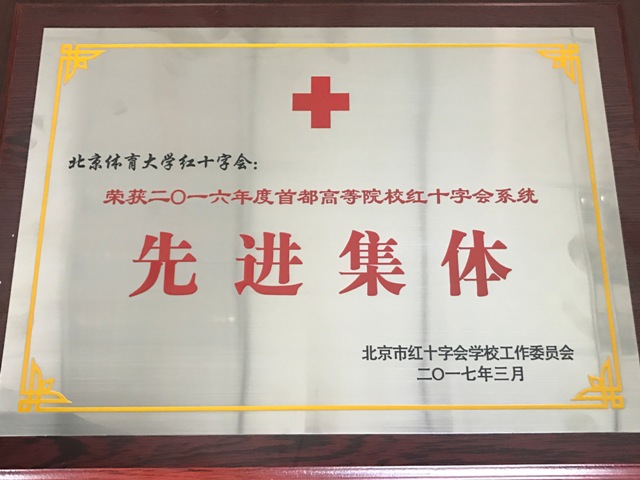 北京体育大学红十字会：
荣获二〇一六年度首都高等院校红十字会系统
先进集体
北京市红十字会学校工作委员会
二〇一七年三月